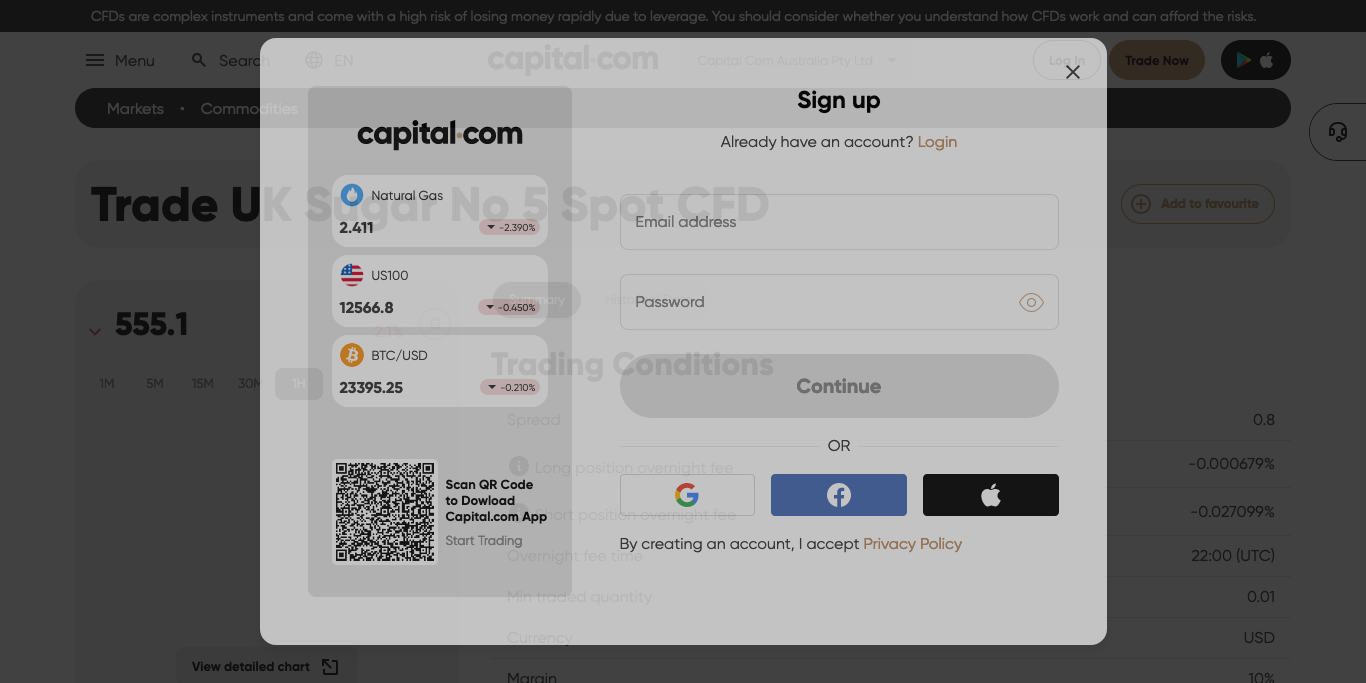 CFDs are complex instruments and come with a high risk of losing money rapidly due to leverage. You should consider whether you understand how CFDs work and can afford the risks.
Menu
Search
EN
capital.com
Capital Com Australia Pty Ltd
Log In
Trade Now
Markets • Commodities
Trade UK Sugar No 5 Spot CFD
Add to favourite
555.1
2.1%
1M 5M 15M 30M 1H
View detailed chart
Summary
Trading Conditions
Spread 0.8
Long position overnight fee -0.000679%
Short position overnight fee -0.027099%
Overnight fee time 22:00 (UTC)
Min traded quantity 0.01
Currency USD
Margin 10%
capital.com
Natural Gas
2.411 -2.390%
US100
12566.8 -0.450%
BTC/USD
23395.25 -0.210%
Scan QR Code
to Dowload
Capital.com App
Start Trading
Sign up
Already have an account? Login
Email address
Password
Continue
OR
By creating an account, I accept Privacy Policy